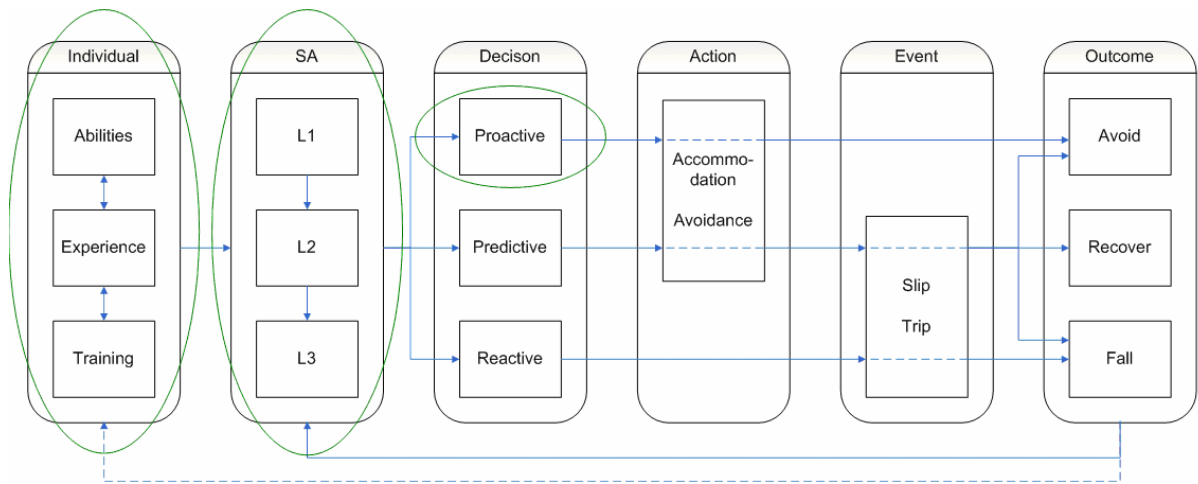 Individual
Abilities
Experience
Training
SA
L1
L2
L3
Decison
Proactive
Predictive
Reactive
Action
Accommo-
dation
Avoidance
Event
Slip
Trip
Outcome
Avoid
Recover
Fall